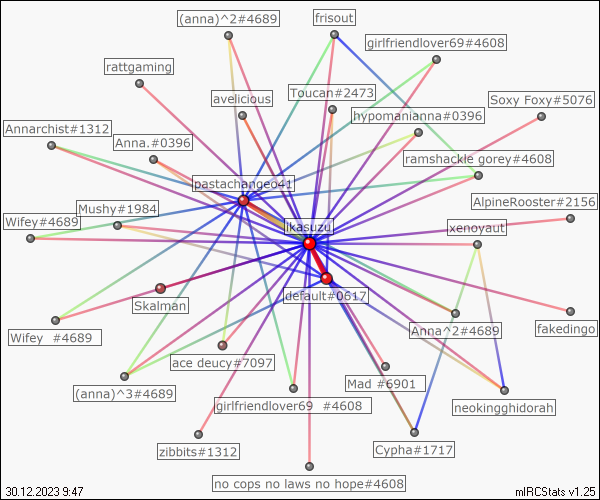 (anna)^2#4689
frisout
girlfriendlover69#4608
rattgaming
Toucan#2473
avelicious
Soxy Foxy#5076
hypomanianna#0396
Annarchist#1312
Anna.#0396
ramshackle gorey#4608
pastachangeo41
AlpineRooster#2156
Mushy#1984
Wifey#4689
likasuzu
xenoyaut
default#0617
Skalman
Wifey  #4689
Anna^2#4689
fakedingo
ace deucy#7097
Mad #6901
(anna)^3#4689
girlfriendlover69  #4608
neokingghidorah
zibbits#1312
Cypha#1717
no cops no laws no hope#4608
30.12.2023 9:47
mIRCStats v1.25